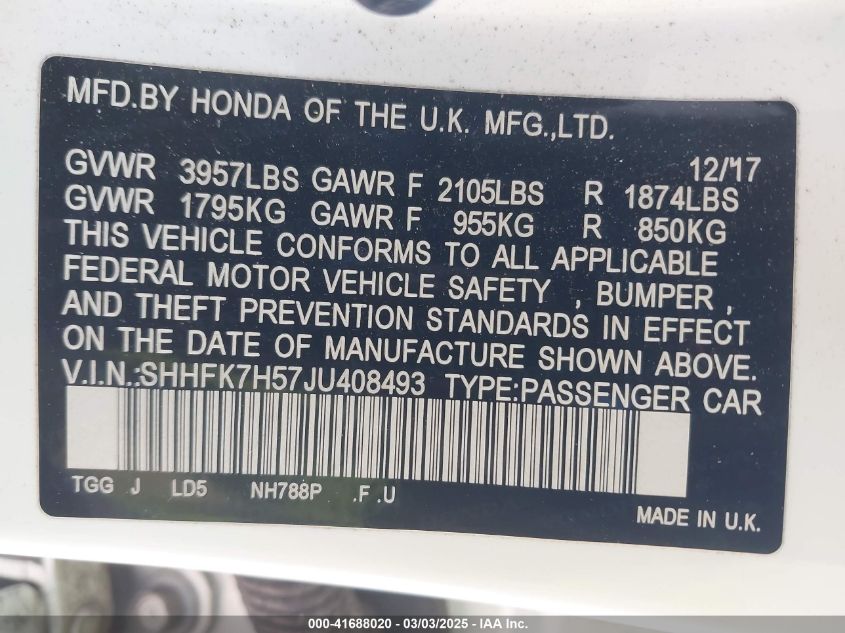 MFD.BY HONDA OF THE U.K. MFG.,LTD.
12/17
GVWR 3957LBS GAWR F 2105LBS R 1874LBS
GVWR 1795KG GAWR F 955KG R 850KG
THIS VEHICLE CONFORMS TO ALL APPLICABLE
FEDERAL MOTOR VEHICLE SAFETY , BUMPER ,
AND THEFT PREVENTION STANDARDS IN EFFECT
ON THE DATE OF MANUFACTURE SHOWN ABOVE.
V.I.N.:SHHFK7H57JU408493 TYPE:PASSENGER CAR
TGG J LD5 NH788P .F .U
MADE IN U.K.
000-41688020 — 03/03/2025 — IAA Inc.